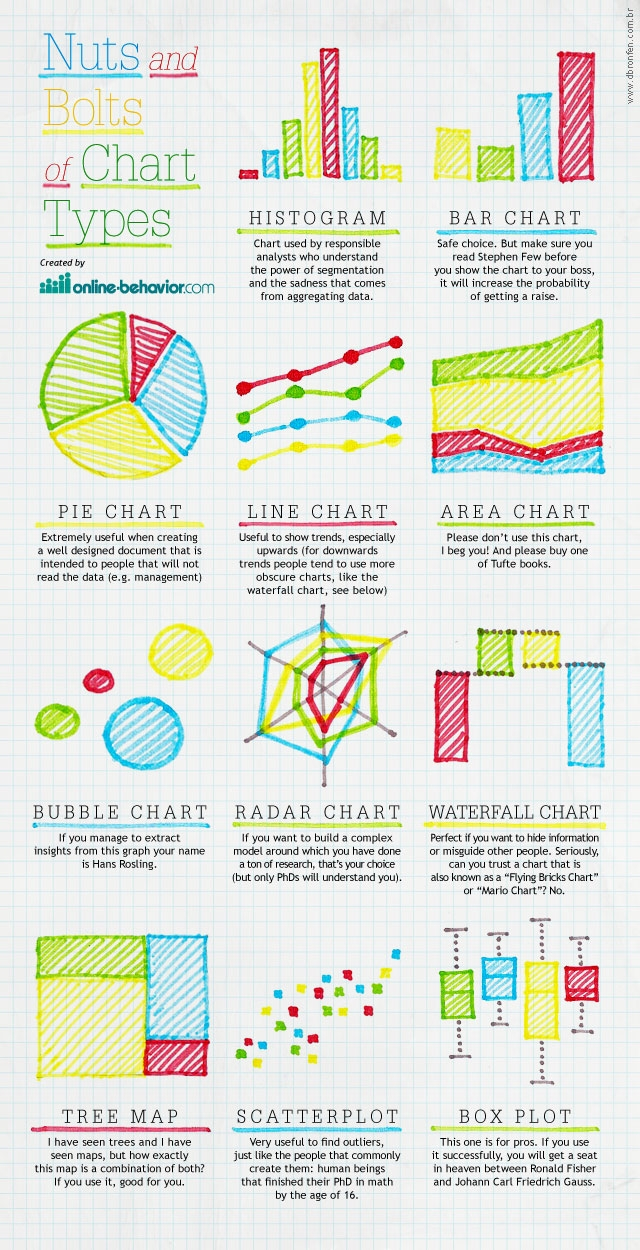 www.dbronfen.com.br
Nuts and
Bolts
of Chart
Types
Created by
online-behavior.com
HISTOGRAM
Chart used by responsible
analysts who understand
the power of segmentation
and the sadness that comes
from aggregating data.
BAR CHART
Safe choice. But make sure you
read Stephen Few before
you show the chart to your boss,
it will increase the probability
of getting a raise.
PIE CHART
Extremely useful when creating
a well designed document that is
intended to people that will not
read the data (e.g. management)
LINE CHART
Useful to show trends, especially
upwards (for downwards
trends people tend to use more
obscure charts, like the
waterfall chart, see below)
AREA CHART
Please don't use this chart,
I beg you! And please buy one
of Tufte books.
BUBBLE CHART
If you manage to extract
insights from this graph your name
is Hans Rosling.
RADAR CHART
If you want to build a complex
model around which you have done
a ton of research, that's your choice
(but only PhDs will understand you).
WATERFALL CHART
Perfect if you want to hide information
or misguide other people. Seriously,
can you trust a chart that is
also known as a “Flying Bricks Chart”
or “Mario Chart”? No.
TREE MAP
I have seen trees and I have
seen maps, but how exactly
this map is a combination of both?
If you use it, good for you.
SCATTERPLOT
Very useful to find outliers,
just like the people that commonly
create them: human beings
that finished their PhD in math
by the age of 16.
BOX PLOT
This one is for pros. If you use
it successfully, you will get a seat
in heaven between Ronald Fisher
and Johann Carl Friedrich Gauss.